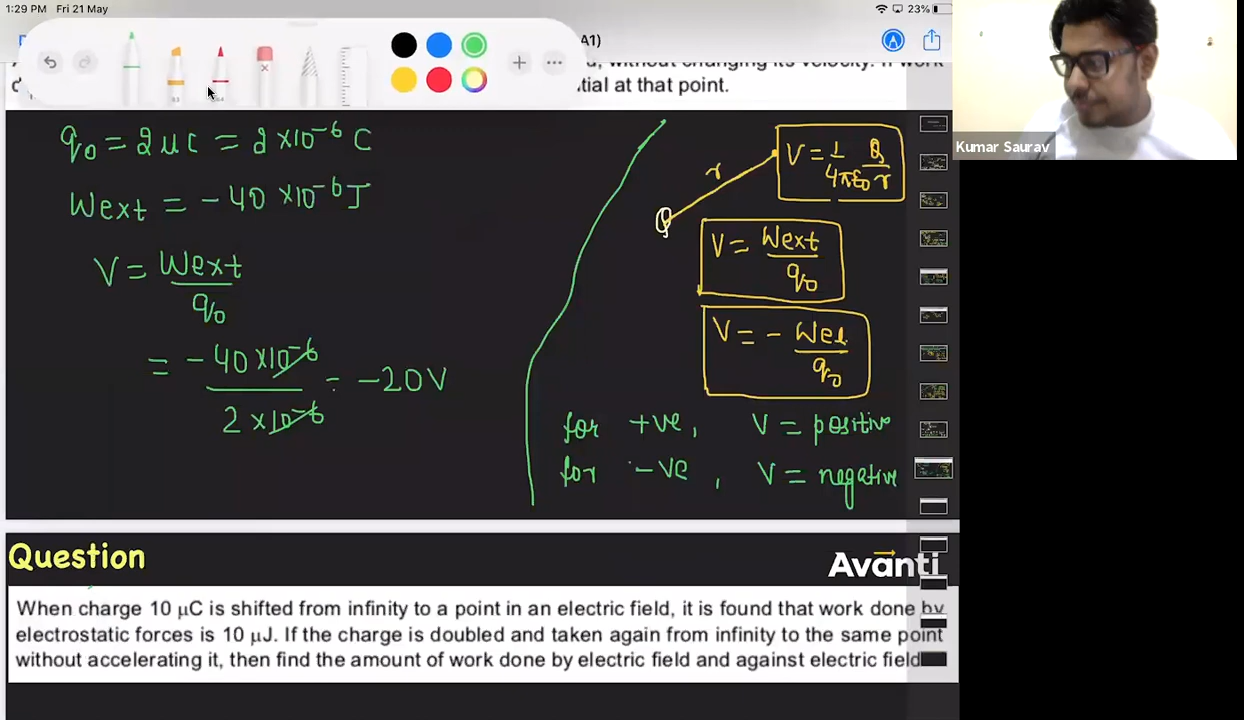 1:29 PM Fri 21 May
23%
A1)
without changing its velocity. If work
tial at that point.
q₀ = 2 μC = 2 × 10⁻⁶ C
Wext = -40 × 10⁻⁶ J
V = Wext / q₀
= -40 × 10⁻⁶ / 2 × 10⁻⁶ = -20V
r
Q
V = 1/4πε₀ Q/r
V = Wext / q₀
V = - Wel / q₀
for +ve, V = positive
for -ve, V = negative
Kumar Saurav
Question
Avanti
When charge 10 μC is shifted from infinity to a point in an electric field, it is found that work done by
electrostatic forces is 10 μJ. If the charge is doubled and taken again from infinity to the same point
without accelerating it, then find the amount of work done by electric field and against electric field